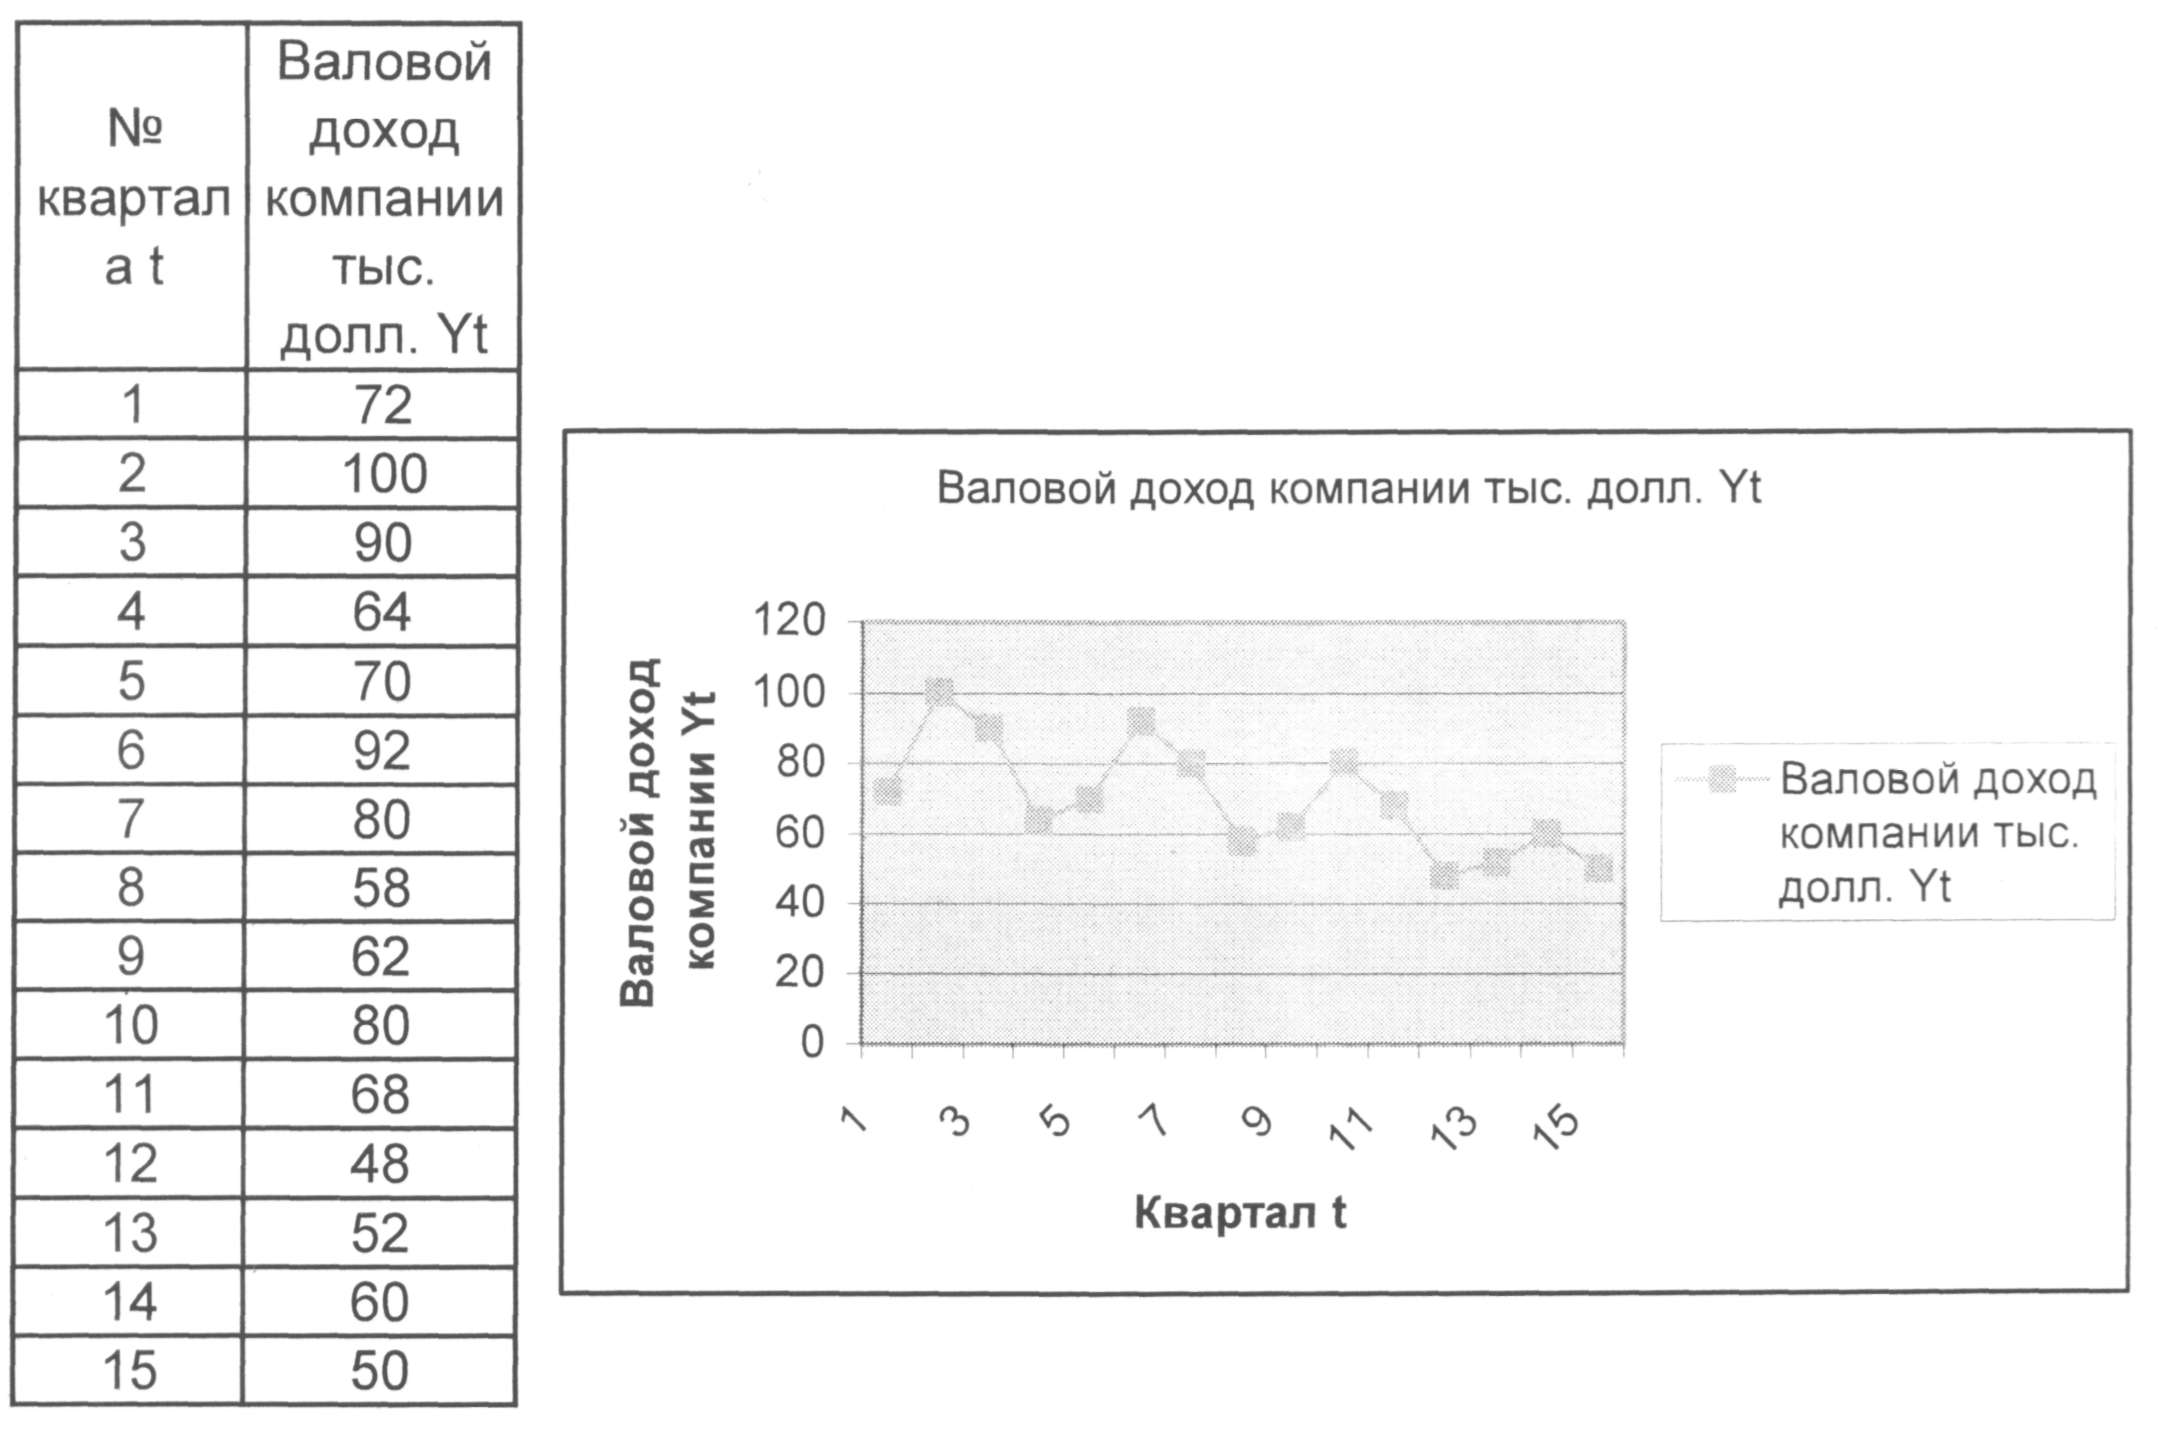 №
квартал
а t
Валовой
доход
компании
тыс.
долл. Yt
1 72
2 100
3 90
4 64
5 70
6 92
7 80
8 58
9 62
10 80
11 68
12 48
13 52
14 60
15 50
Валовой доход компании тыс. долл. Yt
Валовой доход
компании Yt
120
100
80
60
40
20
0
1 3 5 7 9 11 13 15
Квартал t
Валовой доход
компании тыс.
долл. Yt